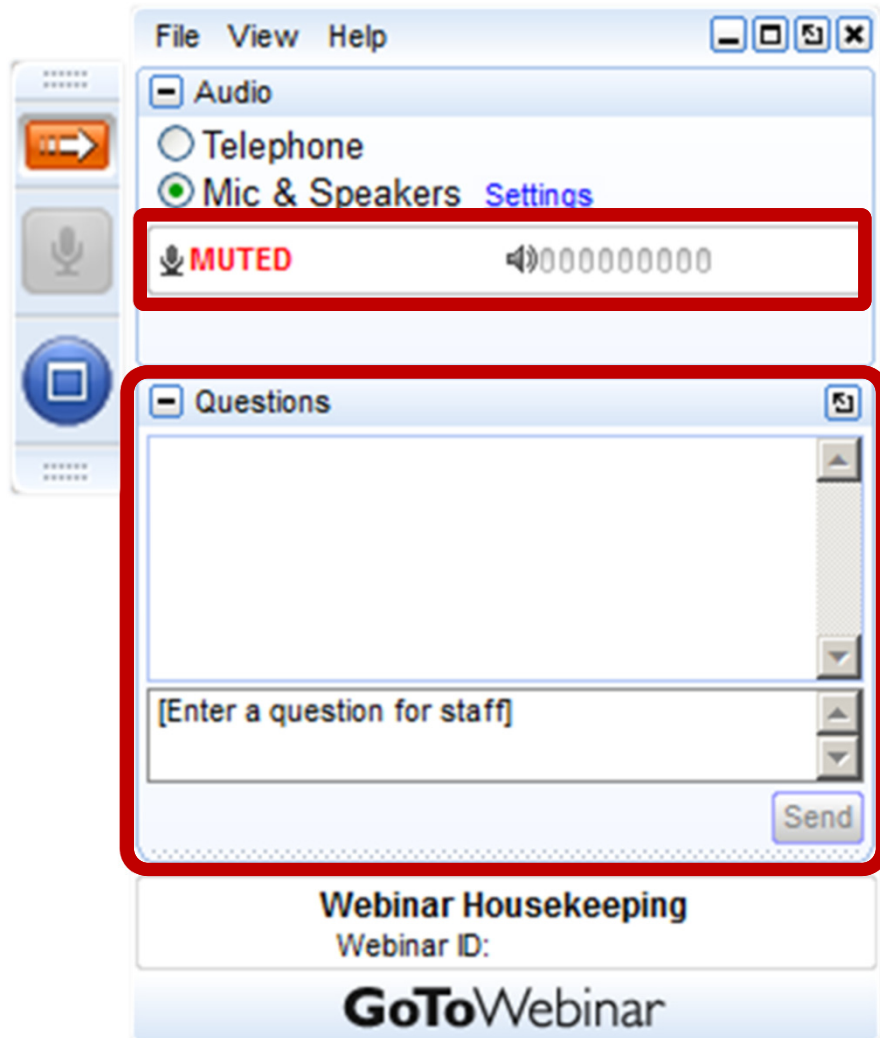 File View Help
Audio
Telephone
Mic & Speakers Settings
MUTED
Questions
[Enter a question for staff]
Send
Webinar Housekeeping
Webinar ID:
GoToWebinar